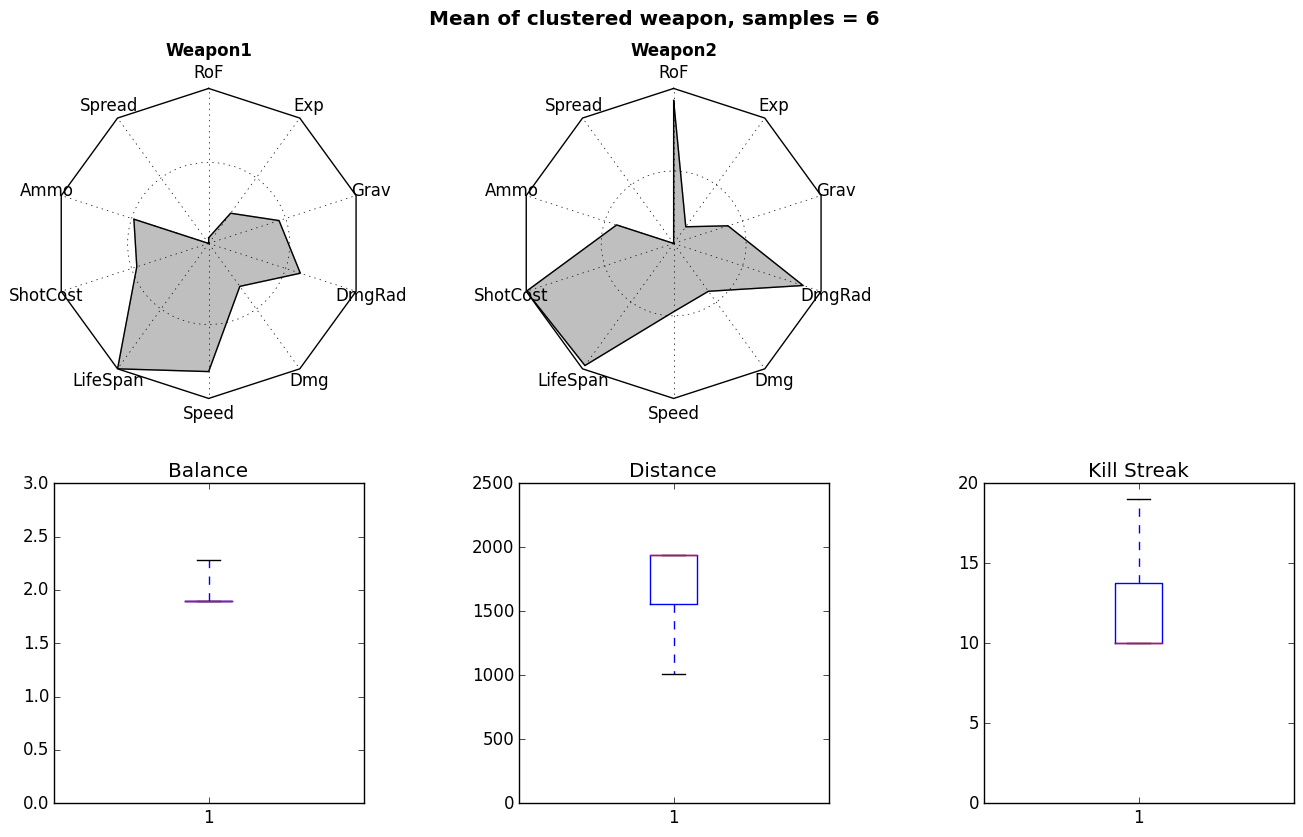 Mean of clustered weapon, samples = 6
Weapon1
RoF
Spread
Exp
Ammo
Grav
ShotCost
DmgRad
LifeSpan
Dmg
Speed
Weapon2
RoF
Spread
Exp
Ammo
Grav
ShotCost
DmgRad
LifeSpan
Dmg
Speed
Balance
3.0
2.5
2.0
1.5
1.0
0.5
0.0
1
Distance
2500
2000
1500
1000
500
0
1
Kill Streak
20
15
10
5
0
1